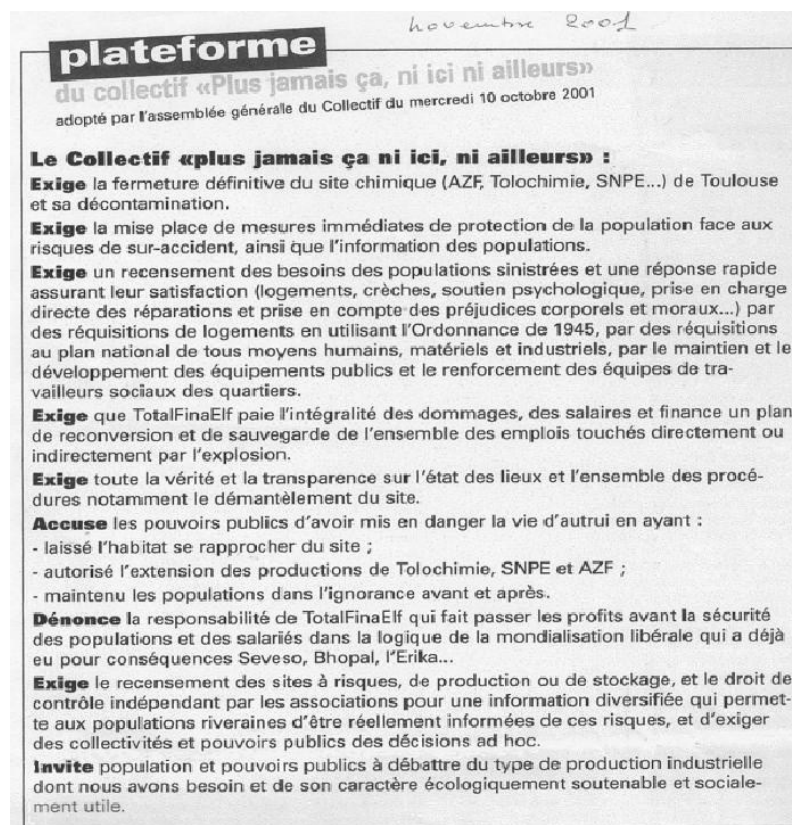 novembre 2001
plateforme
du collectif «Plus jamais ça, ni ici ni ailleurs»
adopté par l'assemblée générale du Collectif du mercredi 10 octobre 2001
Le Collectif «plus jamais ça ni ici, ni ailleurs» :
Exige la fermeture définitive du site chimique (AZF, Tolochimie, SNPE...) de Toulouse
et sa décontamination.
Exige la mise place de mesures immédiates de protection de la population face aux
risques de sur-accident, ainsi que l'information des populations.
Exige un recensement des besoins des populations sinistrées et une réponse rapide
assurant leur satisfaction (logements, crèches, soutien psychologique, prise en charge
directe des réparations et prise en compte des préjudices corporels et moraux...) par
des réquisitions de logements en utilisant l'Ordonnance de 1945, par des réquisitions
au plan national de tous moyens humains, matériels et industriels, par le maintien et le
développement des équipements publics et le renforcement des équipes de tra-
vailleurs sociaux des quartiers.
Exige que TotalFinaElf paie l'intégralité des dommages, des salaires et finance un plan
de reconversion et de sauvegarde de l'ensemble des emplois touchés directement ou
indirectement par l'explosion.
Exige toute la vérité et la transparence sur l'état des lieux et l'ensemble des procé-
dures notamment le démantèlement du site.
Accuse les pouvoirs publics d'avoir mis en danger la vie d'autrui en ayant :
- laissé l'habitat se rapprocher du site ;
- autorisé l'extension des productions de Tolochimie, SNPE et AZF ;
- maintenu les populations dans l'ignorance avant et après.
Dénonce la responsabilité de TotalFinaElf qui fait passer les profits avant la sécurité
des populations et des salariés dans la logique de la mondialisation libérale qui a déjà
eu pour conséquences Seveso, Bhopal, l'Erika...
Exige le recensement des sites à risques, de production ou de stockage, et le droit de
contrôle indépendant par les associations pour une information diversifiée qui permet-
te aux populations riveraines d'être réellement informées de ces risques, et d'exiger
des collectivités et pouvoirs publics des décisions ad hoc.
Invite population et pouvoirs publics à débattre du type de production industrielle
dont nous avons besoin et de son caractère écologiquement soutenable et sociale-
ment utile.